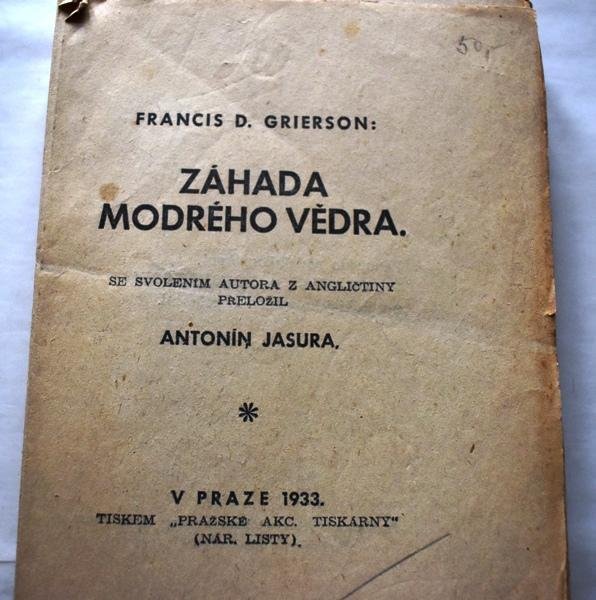 50,-
FRANCIS D. GRIERSON:
ZÁHADA
MODRÉHO VĚDRA.
SE SVOLENIM AUTORA Z ANGLIČTINY
PŘELOŽIL
ANTONÍN JASURA.
*
V PRAZE 1933.
TISKEM „PRAŽSKÉ AKC. TISKÁRNY“
(NÁR. LISTY).